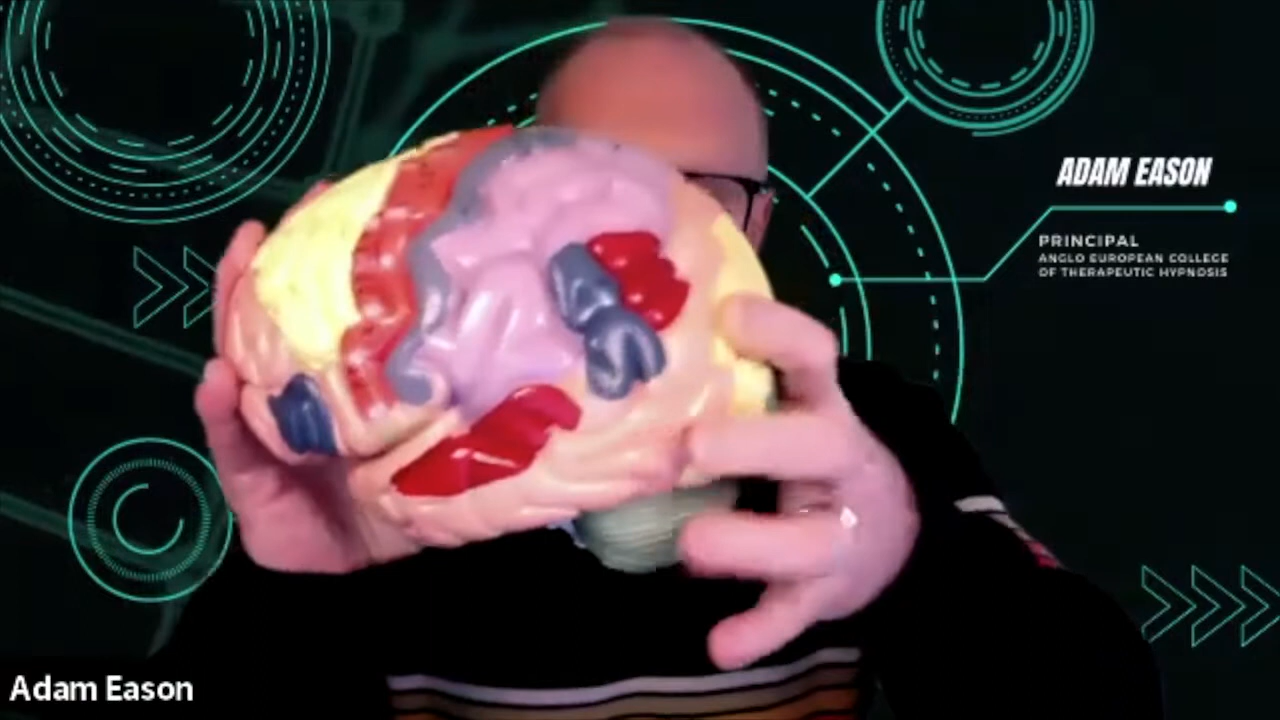 ADAM EASON
PRINCIPAL
ANGLO EUROPEAN COLLEGE
OF THERAPEUTIC HYPNOSIS
Adam Eason